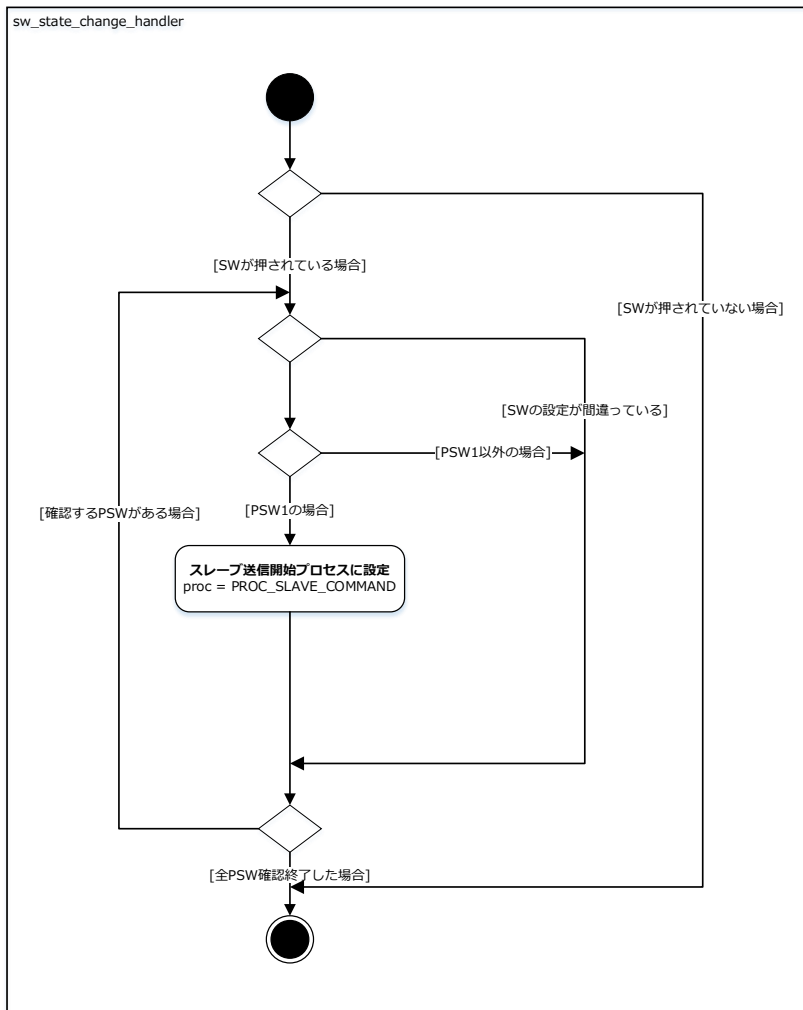 sw_state_change_handler
[SWが押されている場合]
[SWが押されていない場合]
[SWの設定が間違っている]
[PSW1以外の場合]
[確認するPSWがある場合]
[PSW1の場合]
スレーブ送信開始プロセスに設定
proc = PROC_SLAVE_COMMAND
[全PSW確認終了した場合]